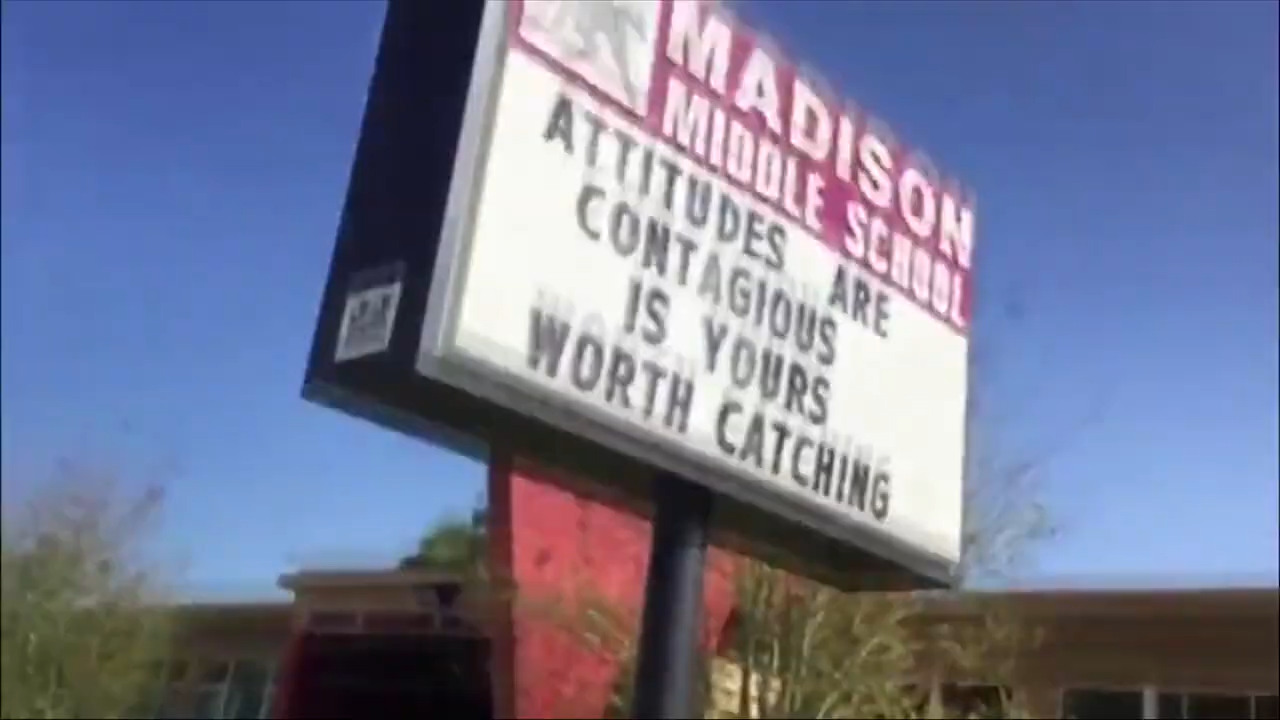 MADISON
MIDDLE SCHOOL
ATTITUDES ARE
CONTAGIOUS
IS YOURS
WORTH CATCHING